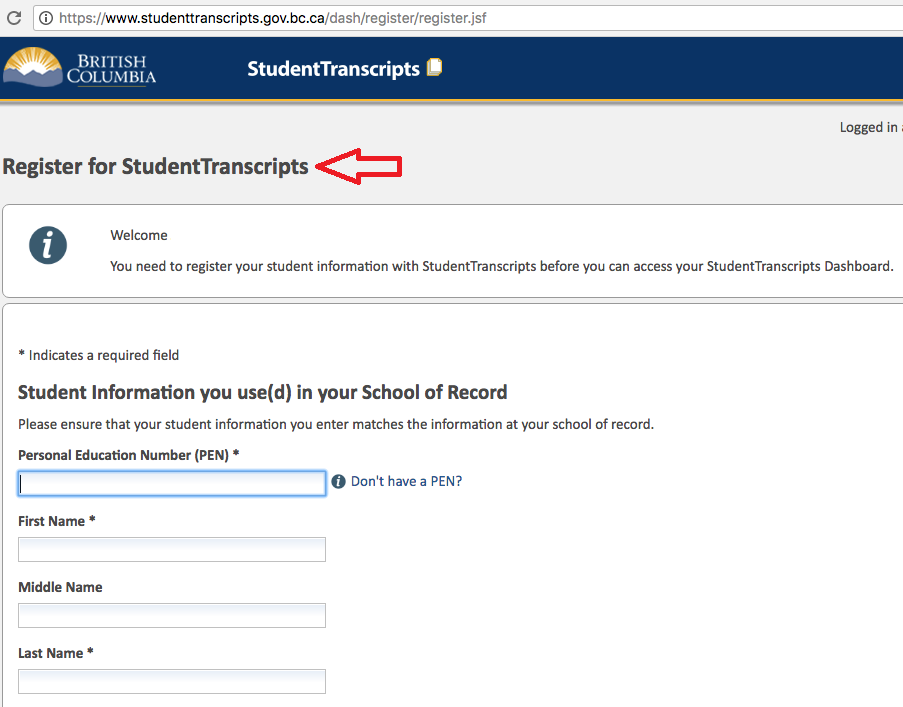 https://www.studenttranscripts.gov.bc.ca/dash/register/register.jsf
BRITISH
COLUMBIA
StudentTranscripts
Logged in
Register for StudentTranscripts
Welcome
You need to register your student information with StudentTranscripts before you can access your StudentTranscripts Dashboard.
* Indicates a required field
Student Information you use(d) in your School of Record
Please ensure that your student information you enter matches the information at your school of record.
Personal Education Number (PEN) *
Don't have a PEN?
First Name *
Middle Name
Last Name *